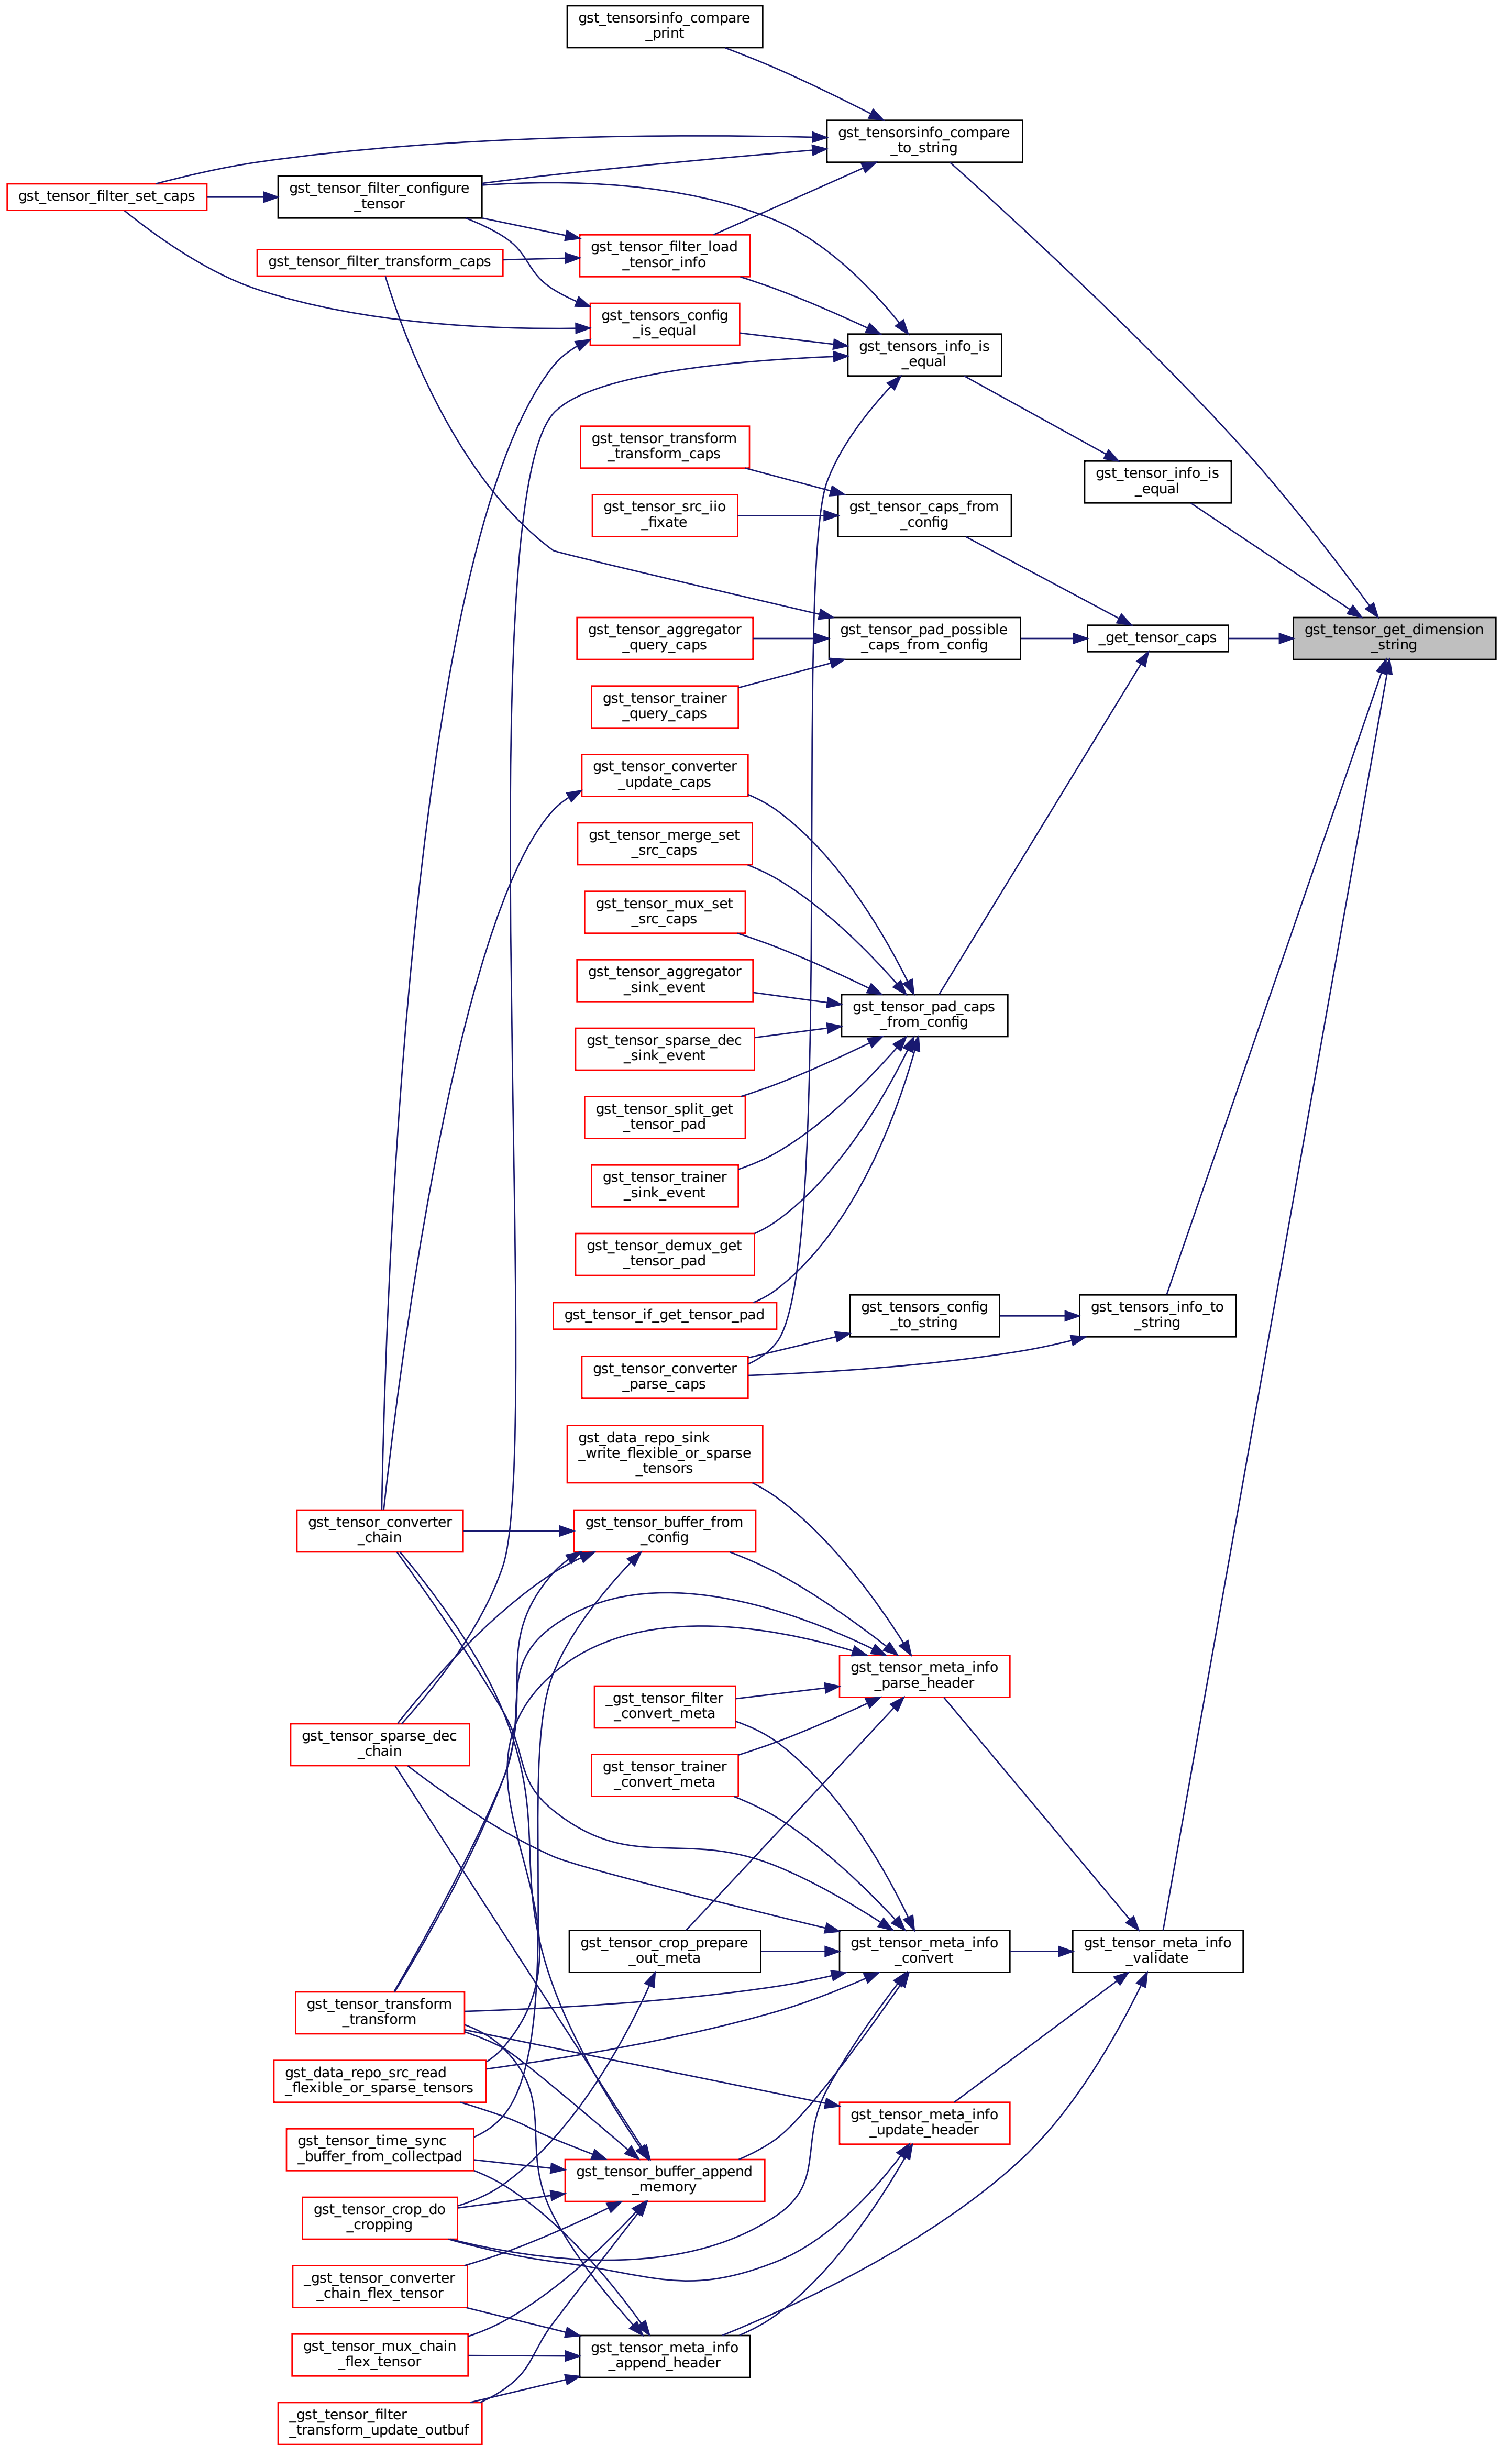 gst_tensorsinfo_compare
_print
gst_tensorsinfo_compare
_to_string
gst_tensor_filter_set_caps
gst_tensor_filter_configure
_tensor
gst_tensor_filter_load
_tensor_info
gst_tensor_filter_transform_caps
gst_tensors_config
_is_equal
gst_tensors_info_is
_equal
gst_tensor_transform
_transform_caps
gst_tensor_info_is
_equal
gst_tensor_src_iio
_fixate
gst_tensor_caps_from
_config
gst_tensor_aggregator
_query_caps
gst_tensor_pad_possible
_caps_from_config
_get_tensor_caps
gst_tensor_get_dimension
_string
gst_tensor_trainer
_query_caps
gst_tensor_converter
_update_caps
gst_tensor_merge_set
_src_caps
gst_tensor_mux_set
_src_caps
gst_tensor_aggregator
_sink_event
gst_tensor_pad_caps
_from_config
gst_tensor_sparse_dec
_sink_event
gst_tensor_split_get
_tensor_pad
gst_tensor_trainer
_sink_event
gst_tensor_demux_get
_tensor_pad
gst_tensor_if_get_tensor_pad
gst_tensors_config
_to_string
gst_tensors_info_to
_string
gst_tensor_converter
_parse_caps
gst_data_repo_sink
_write_flexible_or_sparse
_tensors
gst_tensor_converter
_chain
gst_tensor_buffer_from
_config
gst_tensor_meta_info
_parse_header
_gst_tensor_filter
_convert_meta
gst_tensor_sparse_dec
_chain
gst_tensor_trainer
_convert_meta
gst_tensor_crop_prepare
_out_meta
gst_tensor_meta_info
_convert
gst_tensor_meta_info
_validate
gst_tensor_transform
_transform
gst_data_repo_src_read
_flexible_or_sparse_tensors
gst_tensor_meta_info
_update_header
gst_tensor_time_sync
_buffer_from_collectpad
gst_tensor_buffer_append
_memory
gst_tensor_crop_do
_cropping
_gst_tensor_converter
_chain_flex_tensor
gst_tensor_mux_chain
_flex_tensor
gst_tensor_meta_info
_append_header
_gst_tensor_filter
_transform_update_outbuf